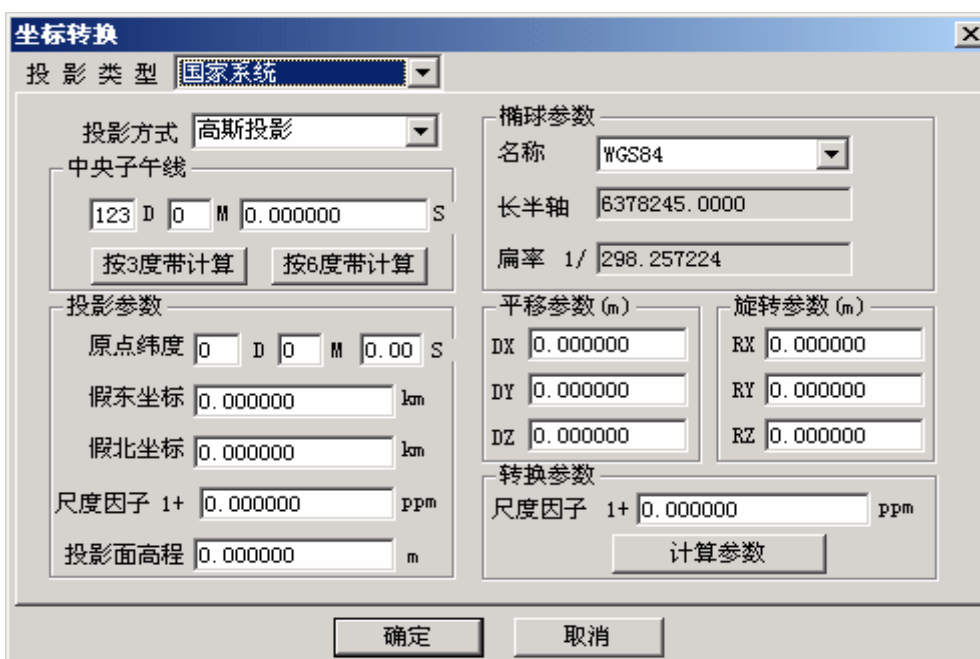 坐标转换
投 影 类 型 国家系统
投影方式 高斯投影
中央子午线
123 D 0 M 0.000000 S
按3度带计算 按6度带计算
投影参数
原点纬度 0 D 0 M 0.00 S
假东坐标 0.000000 km
假北坐标 0.000000 km
尺度因子 1+ 0.000000 ppm
投影面高程 0.000000 m
椭球参数
名称 WGS84
长半轴 6378245.0000
扁率 1/ 298.257224
平移参数(m)
DX 0.000000
DY 0.000000
DZ 0.000000
旋转参数(m)
RX 0.000000
RY 0.000000
RZ 0.000000
转换参数
尺度因子 1+ 0.000000 ppm
计算参数
确定 取消